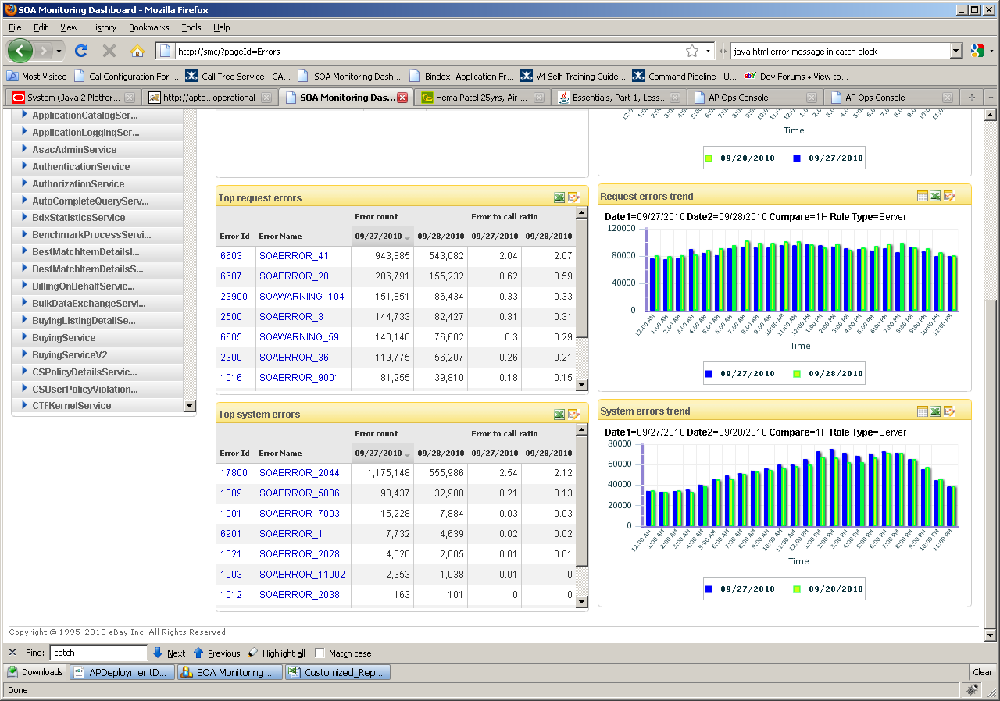 SOA Monitoring Dashboard - Mozilla Firefox
File Edit View History Bookmarks Tools Help
http://smc/?pageId=Errors
java html error message in catch block
Most Visited Cal Configuration For ... Call Tree Service - CA... SOA Monitoring Dash... Bindox: Application Fr... V4 Self-Training Guide... Command Pipeline - U... Dev Forums • View to...
System (Java 2 Platfor... http://apto...operational SOA Monitoring Das... Hema Patel 25yrs, Air ... Essentials, Part 1, Less... AP Ops Console AP Ops Console
ApplicationCatalogSer...
ApplicationLoggingSer...
AsacAdminService
AuthenticationService
AuthorizationService
AutoCompleteQueryServ...
BdxStatisticsService
BenchmarkProcessServi...
BestMatchItemDetailsI...
BestMatchItemDetailsS...
BillingOnBehalfServic...
BulkDataExchangeServi...
BuyingListingDetailSe...
BuyingService
BuyingServiceV2
CSPolicyDetailsServic...
CSUserPolicyViolation...
CTFKernelService
Time
09/28/2010 09/27/2010
Top request errors
Error count Error to call ratio
Error Id Error Name 09/27/2010 09/28/2010 09/27/2010 09/28/2010
6603 SOAERROR_41 943,885 543,082 2.04 2.07
6607 SOAERROR_28 286,791 155,232 0.62 0.59
23900 SOAWARNING_104 151,851 86,434 0.33 0.33
2500 SOAERROR_3 144,733 82,427 0.31 0.31
6605 SOAWARNING_59 140,140 76,602 0.3 0.29
2300 SOAERROR_36 119,775 56,207 0.26 0.21
1016 SOAERROR_9001 81,255 39,810 0.18 0.15
Request errors trend
Date1=09/27/2010 Date2=09/28/2010 Compare=1H Role Type=Server
120000
80000
40000
0
12:00 AM 1:00 AM 2:00 AM 3:00 AM 4:00 AM 5:00 AM 6:00 AM 7:00 AM 8:00 AM 9:00 AM 10:00 AM 11:00 AM 12:00 PM 1:00 PM 2:00 PM 3:00 PM 4:00 PM 5:00 PM 6:00 PM 7:00 PM 8:00 PM 9:00 PM 10:00 PM 11:00 PM
Time
09/27/2010 09/28/2010
Top system errors
Error count Error to call ratio
Error Id Error Name 09/27/2010 09/28/2010 09/27/2010 09/28/2010
17800 SOAERROR_2044 1,175,148 555,986 2.54 2.12
1009 SOAERROR_5006 98,437 32,900 0.21 0.13
1001 SOAERROR_7003 15,228 7,884 0.03 0.03
6901 SOAERROR_1 7,732 4,639 0.02 0.02
1021 SOAERROR_2028 4,020 2,005 0.01 0.01
1003 SOAERROR_11002 2,353 1,038 0.01 0
1012 SOAERROR_2038 163 101 0 0
System errors trend
Date1=09/27/2010 Date2=09/28/2010 Compare=1H Role Type=Server
80000
60000
40000
20000
0
12:00 AM 1:00 AM 2:00 AM 3:00 AM 4:00 AM 5:00 AM 6:00 AM 7:00 AM 8:00 AM 9:00 AM 10:00 AM 11:00 AM 12:00 PM 1:00 PM 2:00 PM 3:00 PM 4:00 PM 5:00 PM 6:00 PM 7:00 PM 8:00 PM 9:00 PM 10:00 PM 11:00 PM
Time
09/27/2010 09/28/2010
Copyright © 1995-2010 eBay Inc. All Rights Reserved.
Find: catch Next Previous Highlight all Match case
Downloads APDeploymentD... SOA Monitoring ... Customized_Rep... Clear
Done